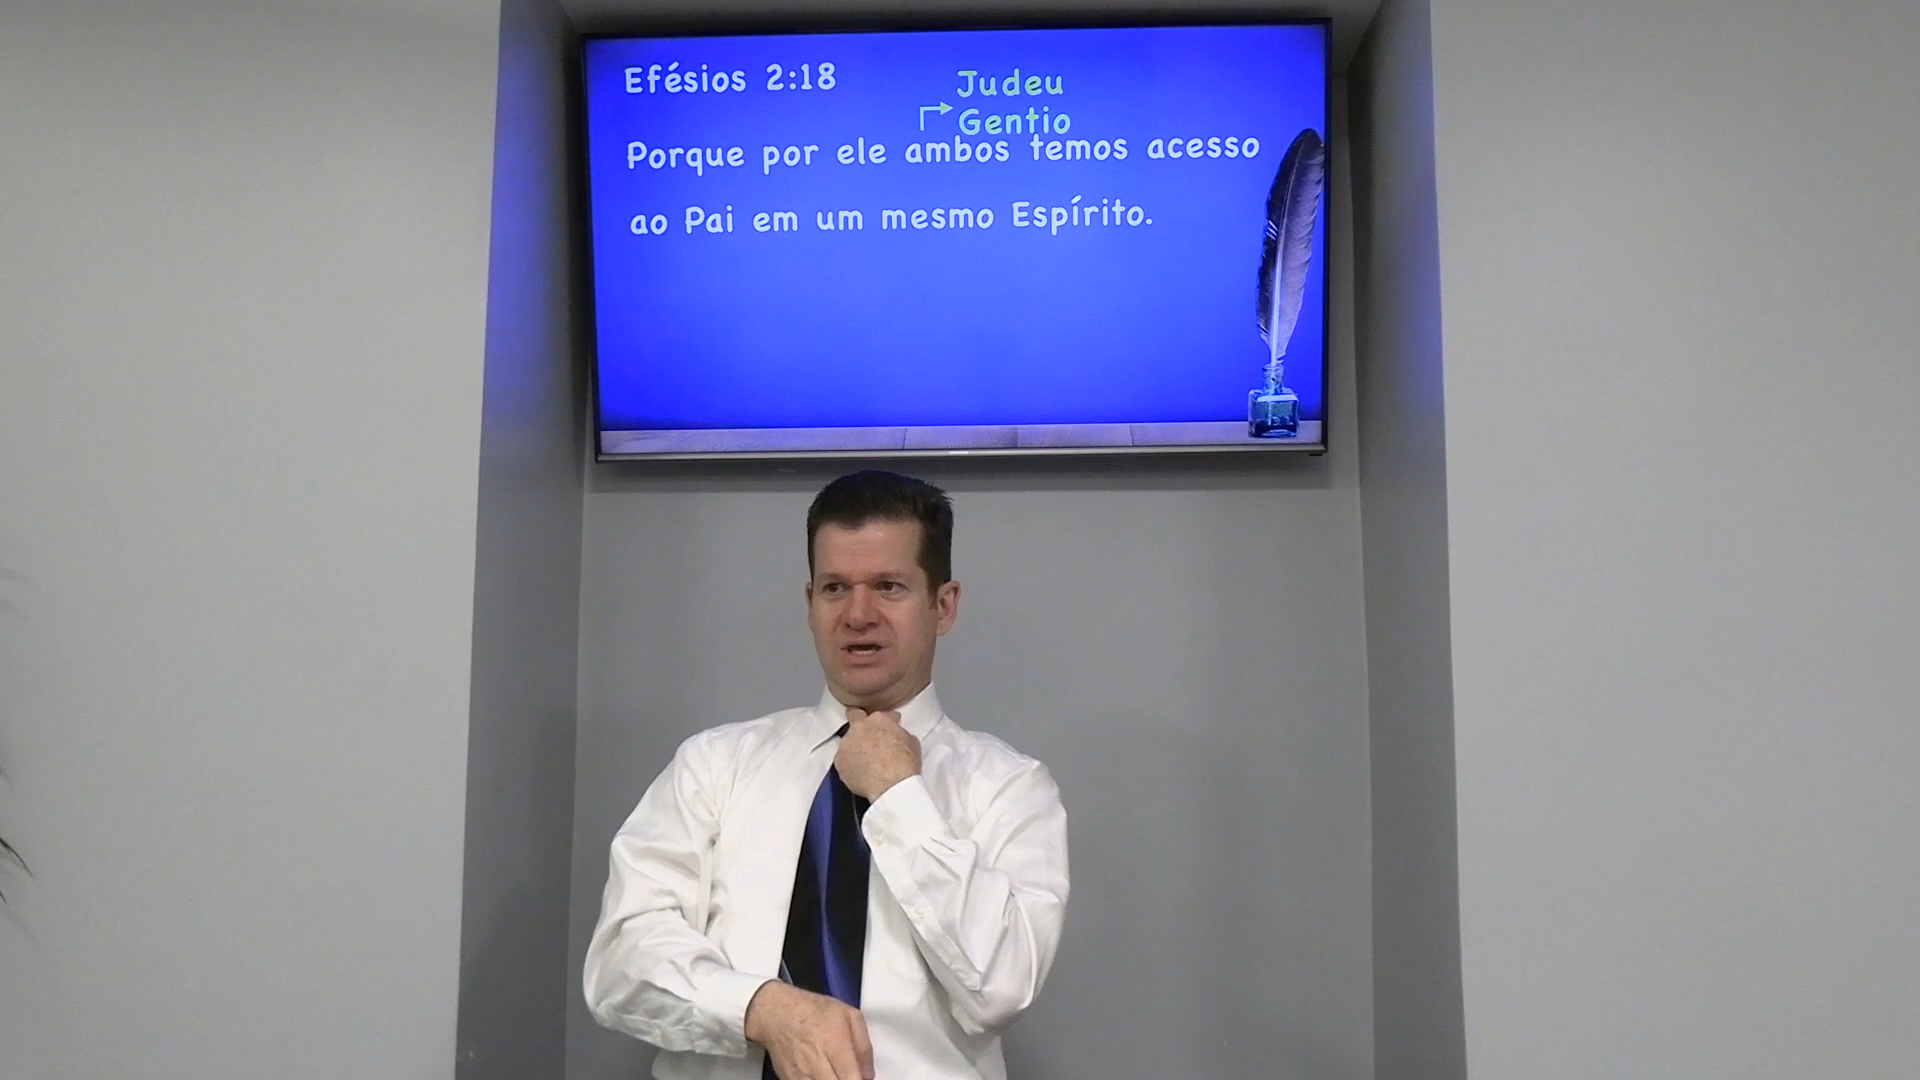 Efésios 2:18
Judeu
Gentio
Porque por ele ambos temos acesso
ao Pai em um mesmo Espírito.